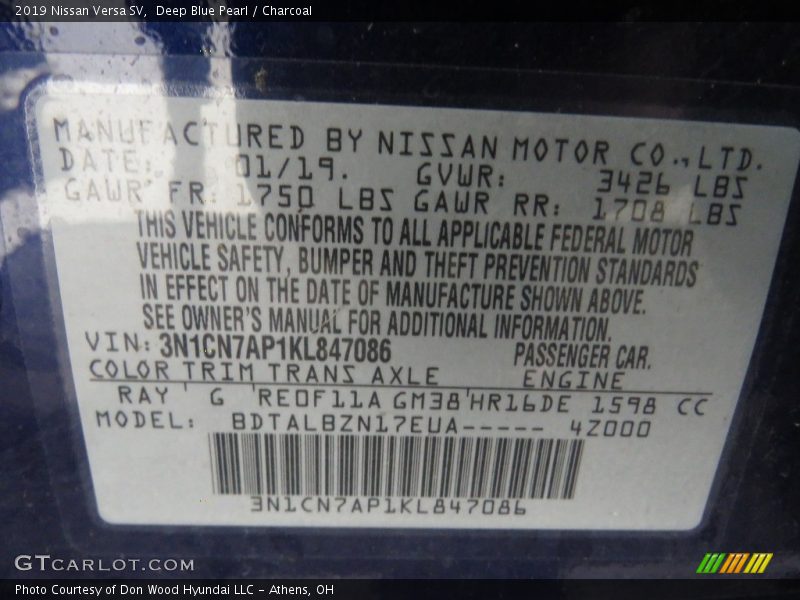 2019 Nissan Versa SV, Deep Blue Pearl / Charcoal
MANUFACTURED BY NISSAN MOTOR CO., LTD.
DATE: 01/19. GVWR: 3426 LBS
GAWR FR: 1750 LBS GAWR RR: 1708 LBS
THIS VEHICLE CONFORMS TO ALL APPLICABLE FEDERAL MOTOR
VEHICLE SAFETY, BUMPER AND THEFT PREVENTION STANDARDS
IN EFFECT ON THE DATE OF MANUFACTURE SHOWN ABOVE.
SEE OWNER'S MANUAL FOR ADDITIONAL INFORMATION.
VIN: 3N1CN7AP1KL847086 PASSENGER CAR.
COLOR TRIM TRANS AXLE ENGINE
RAY ' G 'RE0F11A GM38'HR16DE 1598 CC
MODEL: BDTALBZN17EUA----- 4Z000
3N1CN7AP1KL847086
GTCARLOT.COM
Photo Courtesy of Don Wood Hyundai LLC - Athens, OH